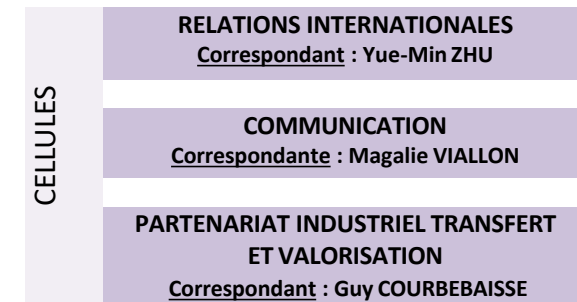 CELLULES
RELATIONS INTERNATIONALES
Correspondant : Yue-Min ZHU
COMMUNICATION
Correspondante : Magalie VIALLON
PARTENARIAT INDUSTRIEL TRANSFERT
ET VALORISATION
Correspondant : Guy COURBEBAISSE